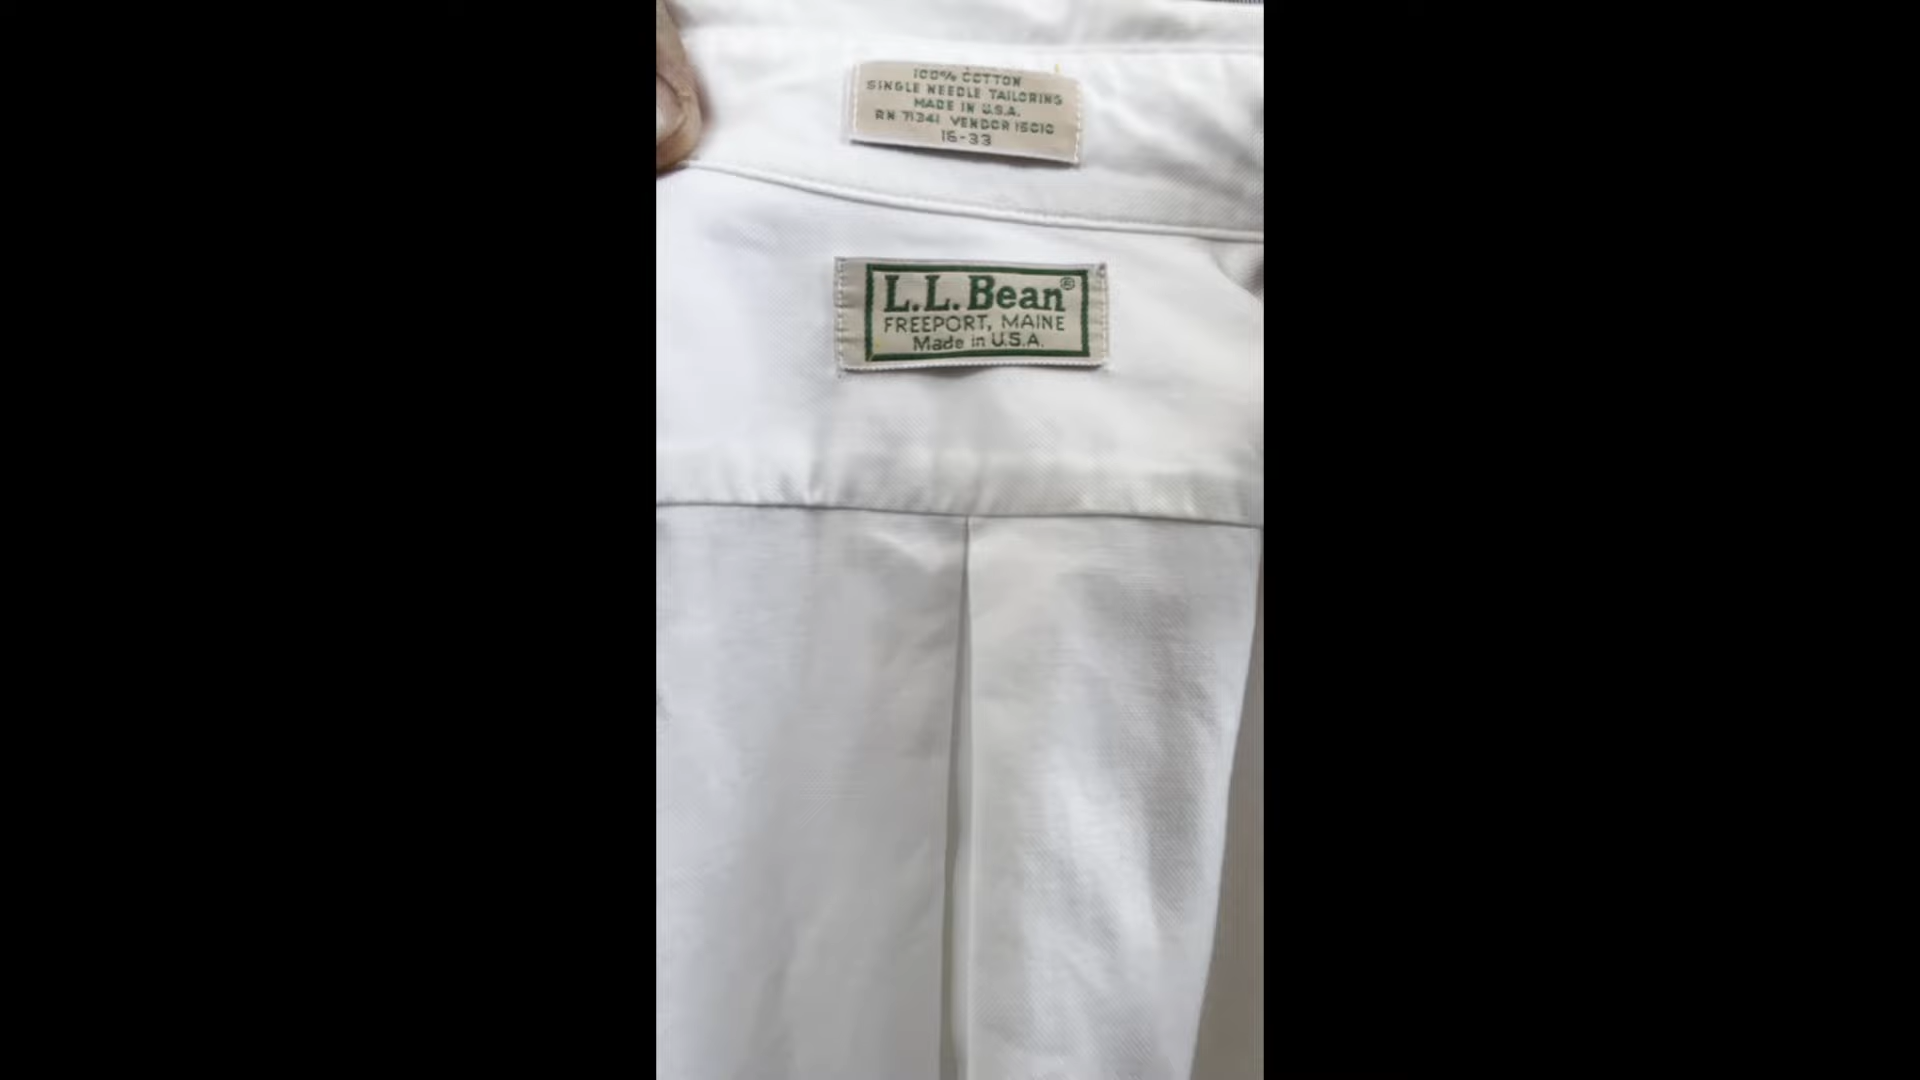 100% COTTON
SINGLE NEEDLE TAILORING
MADE IN U.S.A.
RN 71341 VENDOR 15010
16-33
L.L.Bean®
FREEPORT, MAINE
Made in U.S.A.